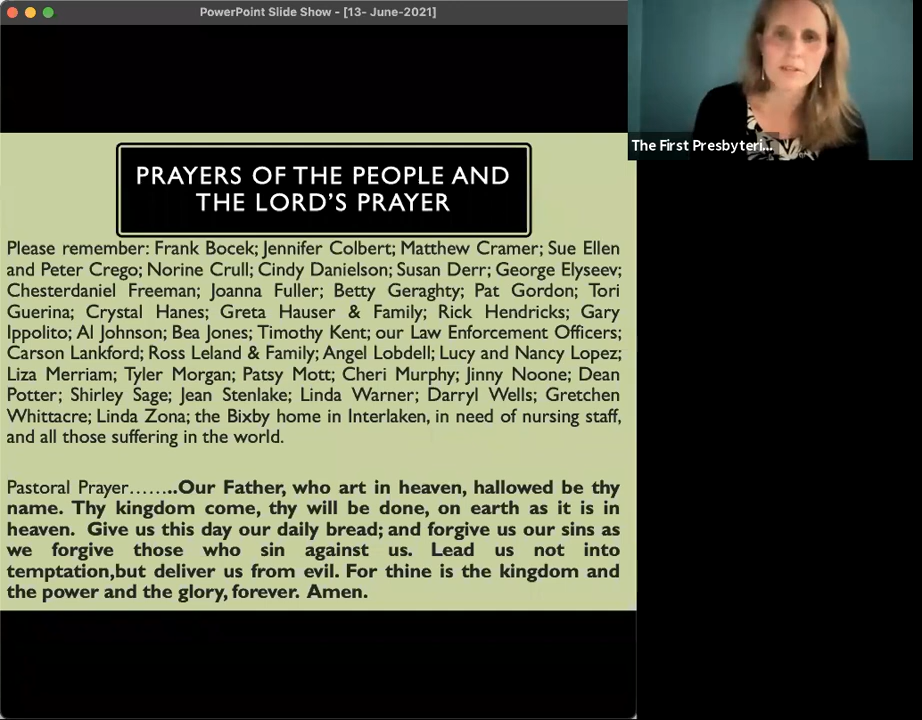 PowerPoint Slide Show - [13- June-2021]
The First Presbyteri...
PRAYERS OF THE PEOPLE AND
THE LORD'S PRAYER
Please remember: Frank Bocek; Jennifer Colbert; Matthew Cramer; Sue Ellen
and Peter Crego; Norine Crull; Cindy Danielson; Susan Derr; George Elyseev;
Chesterdaniel Freeman; Joanna Fuller; Betty Geraghty; Pat Gordon; Tori
Guerina; Crystal Hanes; Greta Hauser & Family; Rick Hendricks; Gary
Ippolito; Al Johnson; Bea Jones; Timothy Kent; our Law Enforcement Officers;
Carson Lankford; Ross Leland & Family; Angel Lobdell; Lucy and Nancy Lopez;
Liza Merriam; Tyler Morgan; Patsy Mott; Cheri Murphy; Jinny Noone; Dean
Potter; Shirley Sage; Jean Stenlake; Linda Warner; Darryl Wells; Gretchen
Whittacre; Linda Zona; the Bixby home in Interlaken, in need of nursing staff,
and all those suffering in the world.
Pastoral Prayer……..Our Father, who art in heaven, hallowed be thy
name. Thy kingdom come, thy will be done, on earth as it is in
heaven. Give us this day our daily bread; and forgive us our sins as
we forgive those who sin against us. Lead us not into
temptation,but deliver us from evil. For thine is the kingdom and
the power and the glory, forever. Amen.